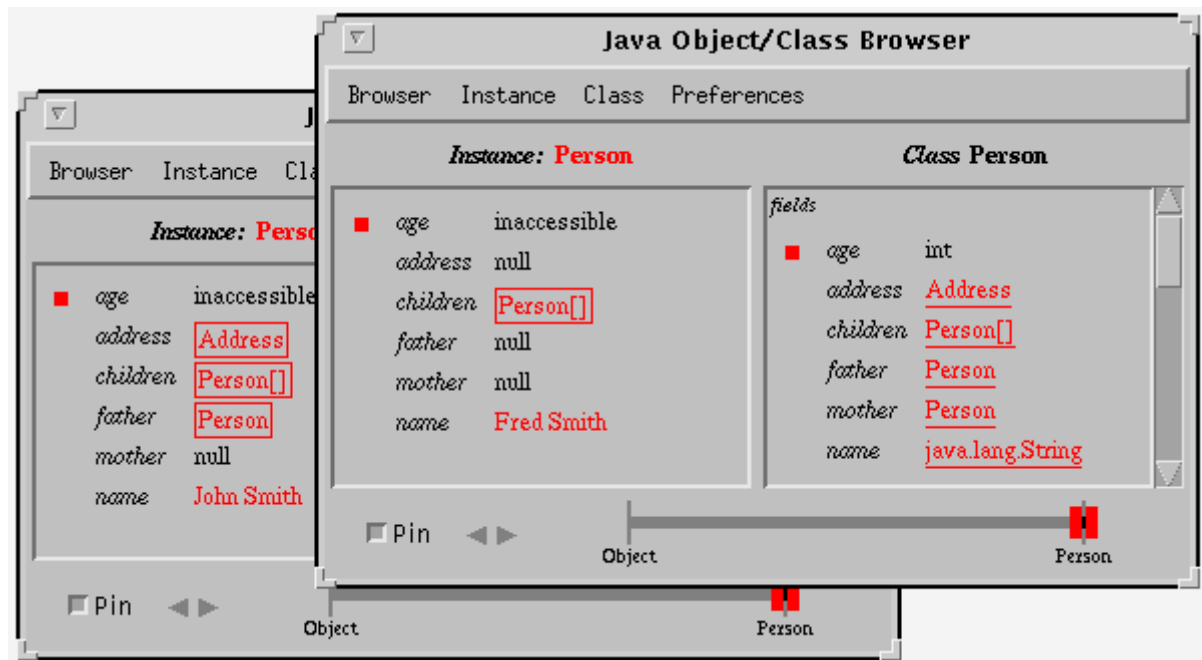 Java Object/Class Browser
Browser Instance Class Preferences
Instance: Person Class Person
fields
age inaccessible
age int
address null
address Address
children Person[]
children Person[]
father null
father Person
mother null
mother Person
name Fred Smith
name java.lang.String
Pin
Object Person
J
Browser Instance Cla
Instance: Perso
age inaccessible
address Address
children Person[]
father Person
mother null
name John Smith
Pin
Object Person